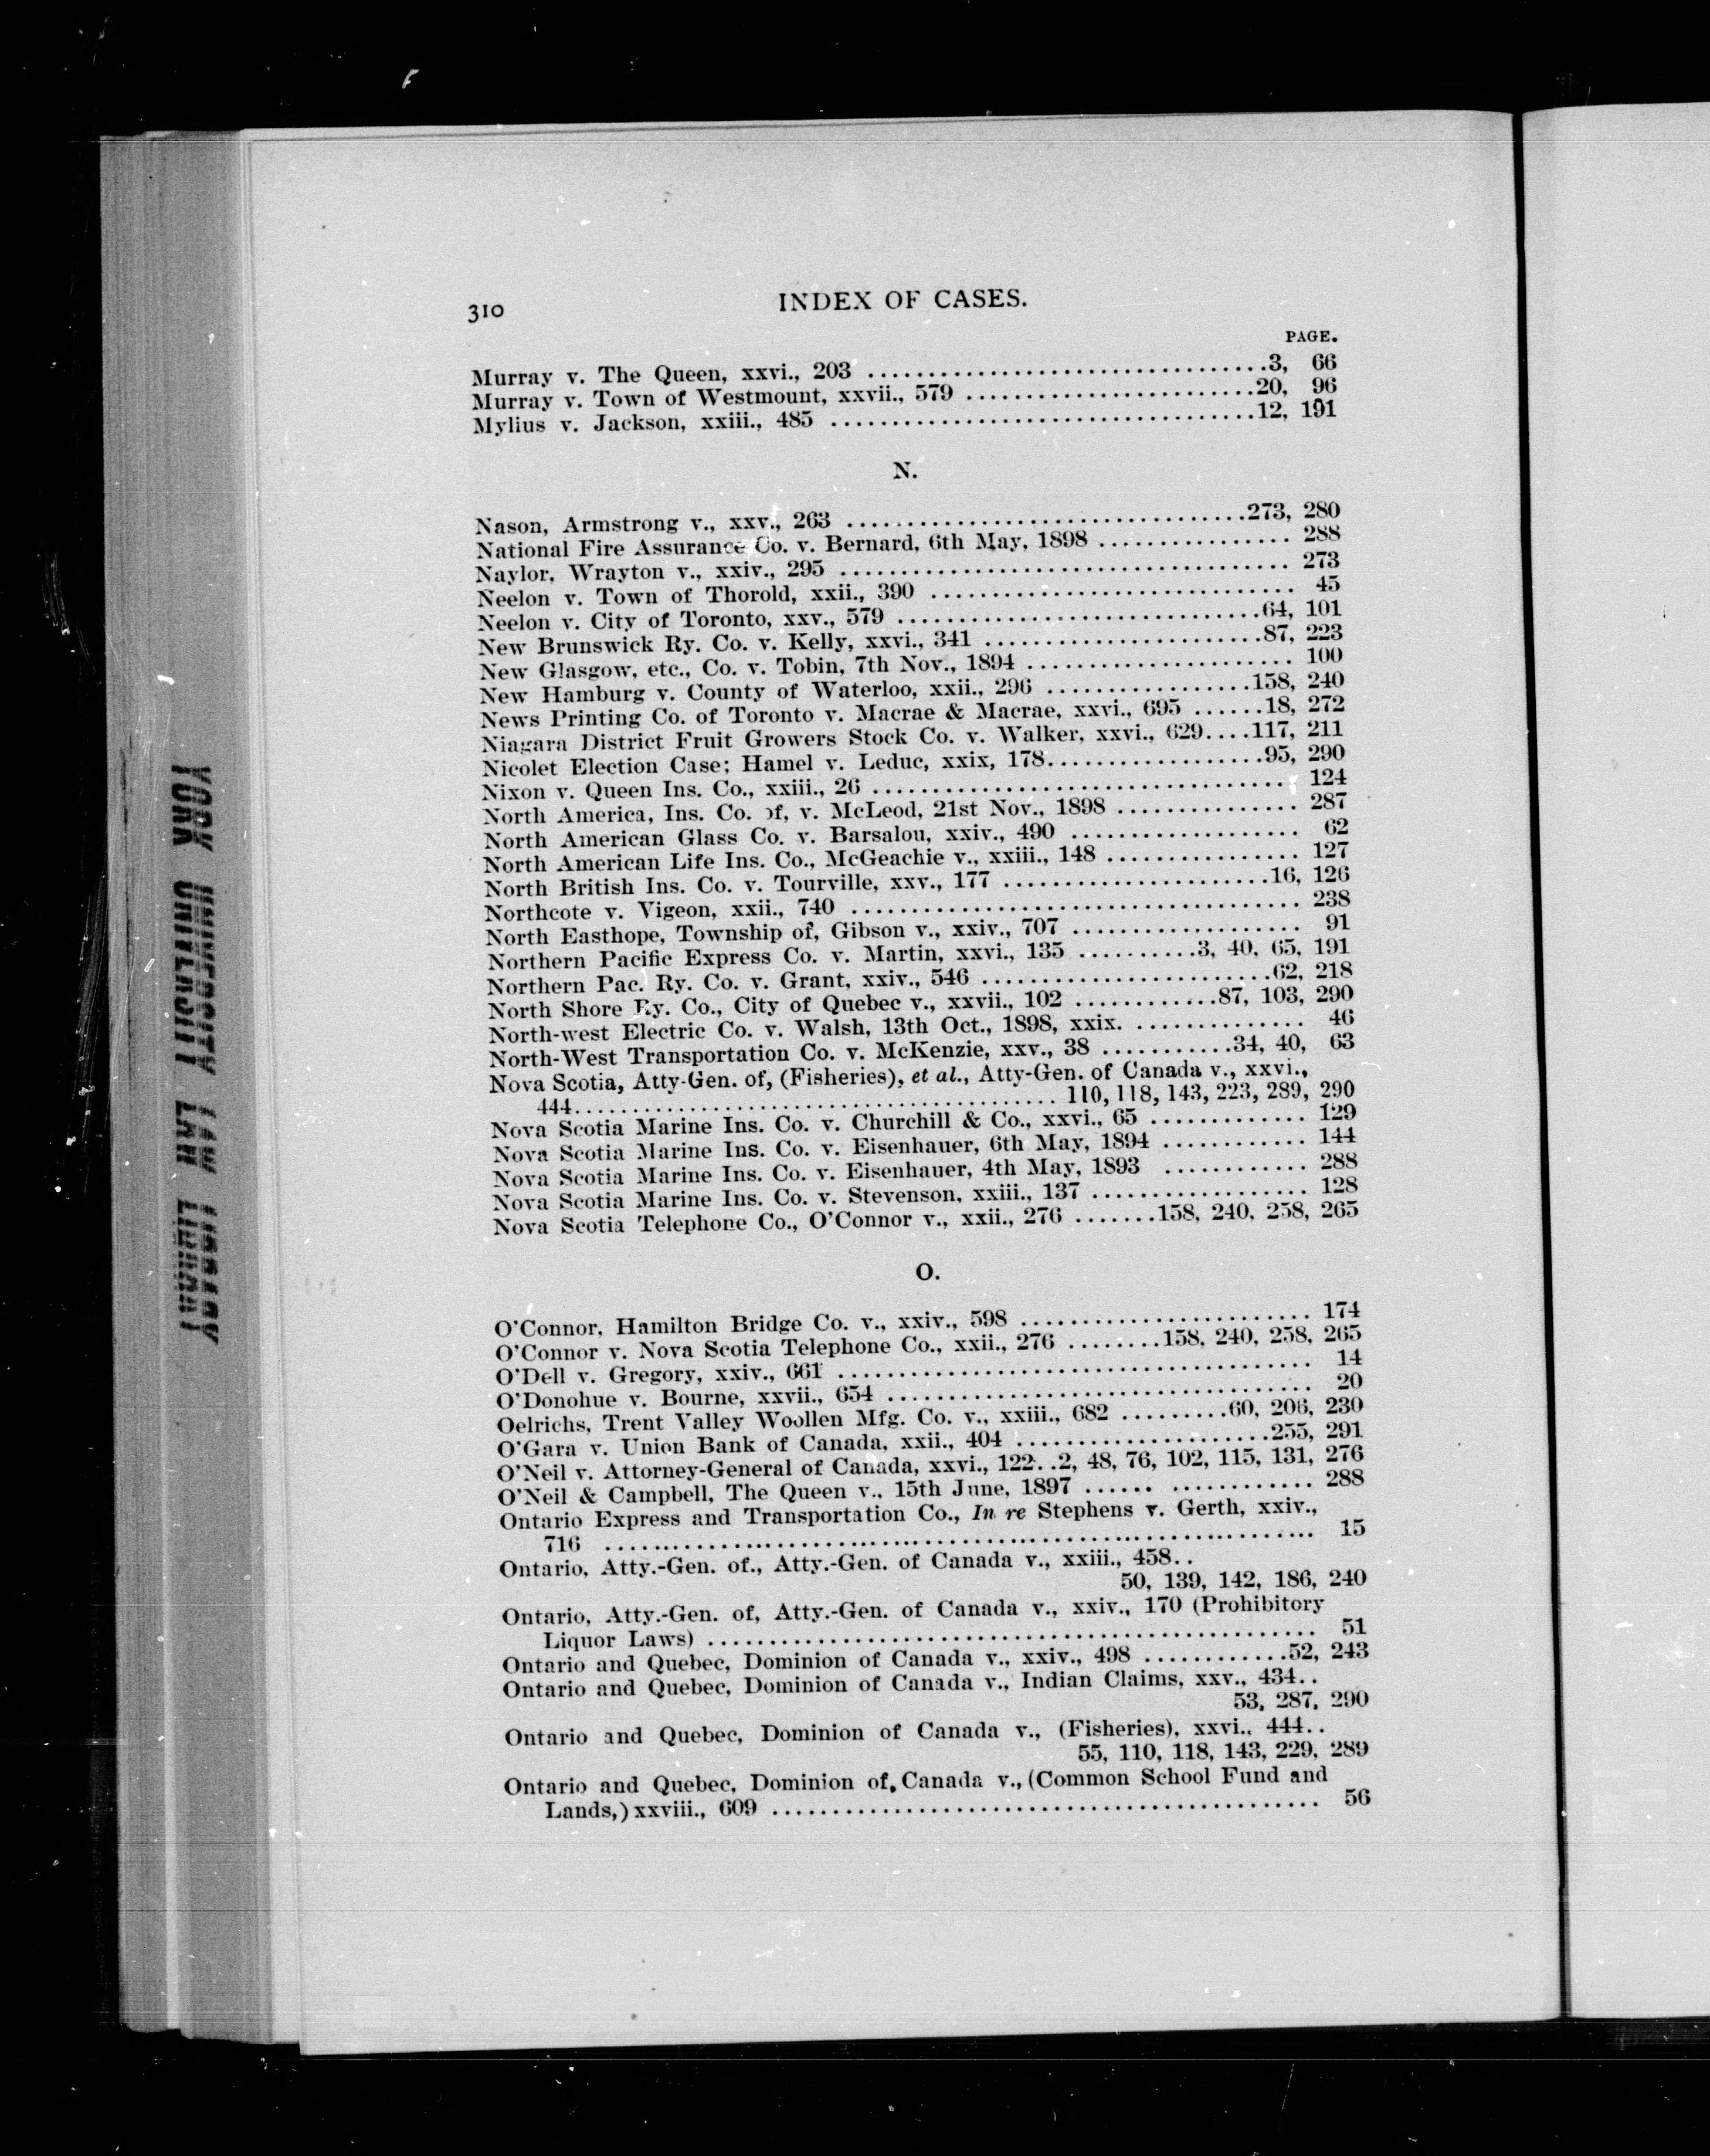 310
INDEX OF CASES.
PAGE.
Murray v. The Queen, xxvi., 203 ................................3, 66
Murray v. Town of Westmount, xxvii., 579 ........................20, 96
Mylius v. Jackson, xxiii., 485 ..................................12, 191
N.
Nason, Armstrong v., xxv., 263 .................................273, 280
National Fire Assurance Co. v. Bernard, 6th May, 1898 ................ 288
Naylor, Wrayton v., xxiv., 295 ..................................... 273
Neelon v. Town of Thorold, xxii., 390 .............................. 45
Neelon v. City of Toronto, xxv., 579 ..............................64, 101
New Brunswick Ry. Co. v. Kelly, xxvi., 341 .......................87, 223
New Glasgow, etc., Co. v. Tobin, 7th Nov., 1894 ...................... 100
New Hamburg v. County of Waterloo, xxii., 296 .................158, 240
News Printing Co. of Toronto v. Macrae & Macrae, xxvi., 695 ......18, 272
Niagara District Fruit Growers Stock Co. v. Walker, xxvi., 629....117, 211
Nicolet Election Case; Hamel v. Leduc, xxix, 178..................95, 290
Nixon v. Queen Ins. Co., xxiii., 26 .................................. 124
North America, Ins. Co. of, v. McLeod, 21st Nov., 1898 ............... 287
North American Glass Co. v. Barsalou, xxiv., 490 ................... 62
North American Life Ins. Co., McGeachie v., xxiii., 148 ................ 127
North British Ins. Co. v. Tourville, xxv., 177 ......................16, 126
Northcote v. Vigeon, xxii., 740 ..................................... 238
North Easthope, Township of, Gibson v., xxiv., 707 ................... 91
Northern Pacific Express Co. v. Martin, xxvi., 135 ..........3, 40, 65, 191
Northern Pac. Ry. Co. v. Grant, xxiv., 546 ........................62, 218
North Shore Ry. Co., City of Quebec v., xxvii., 102 ............87, 103, 290
North-west Electric Co. v. Walsh, 13th Oct., 1898, xxix. ............... 46
North-West Transportation Co. v. McKenzie, xxv., 38 ...........34, 40, 63
Nova Scotia, Atty-Gen. of, (Fisheries), et al., Atty-Gen. of Canada v., xxvi.,
444........................................ 110, 118, 143, 223, 289, 290
Nova Scotia Marine Ins. Co. v. Churchill & Co., xxvi., 65 ............. 129
Nova Scotia Marine Ins. Co. v. Eisenhauer, 6th May, 1894 ............ 144
Nova Scotia Marine Ins. Co. v. Eisenhauer, 4th May, 1893 ............ 288
Nova Scotia Marine Ins. Co. v. Stevenson, xxiii., 137 .................. 128
Nova Scotia Telephone Co., O'Connor v., xxii., 276 .......158, 240, 258, 265
O.
O'Connor, Hamilton Bridge Co. v., xxiv., 598 ........................ 174
O'Connor v. Nova Scotia Telephone Co., xxii., 276 ........158, 240, 258, 265
O'Dell v. Gregory, xxiv., 661 ....................................... 14
O'Donohue v. Bourne, xxvii., 654 ................................... 20
Oelrichs, Trent Valley Woollen Mfg. Co. v., xxiii., 682 .........60, 206, 230
O'Gara v. Union Bank of Canada, xxii., 404 .....................255, 291
O'Neil v. Attorney-General of Canada, xxvi., 122. .2, 48, 76, 102, 115, 131, 276
O'Neil & Campbell, The Queen v., 15th June, 1897 ...... ............ 288
Ontario Express and Transportation Co., In re Stephens v. Gerth, xxiv.,
716 .......................................................... 15
Ontario, Atty.-Gen. of., Atty.-Gen. of Canada v., xxiii., 458..
50, 139, 142, 186, 240
Ontario, Atty.-Gen. of, Atty.-Gen. of Canada v., xxiv., 170 (Prohibitory
Liquor Laws) .................................................. 51
Ontario and Quebec, Dominion of Canada v., xxiv., 498 ............52, 243
Ontario and Quebec, Dominion of Canada v., Indian Claims, xxv., 434..
53, 287, 290
Ontario and Quebec, Dominion of Canada v., (Fisheries), xxvi., 444..
55, 110, 118, 143, 229, 289
Ontario and Quebec, Dominion of Canada v., (Common School Fund and
Lands,) xxviii., 609 ............................................. 56
YORK UNIVERSITY LAW LIBRARY